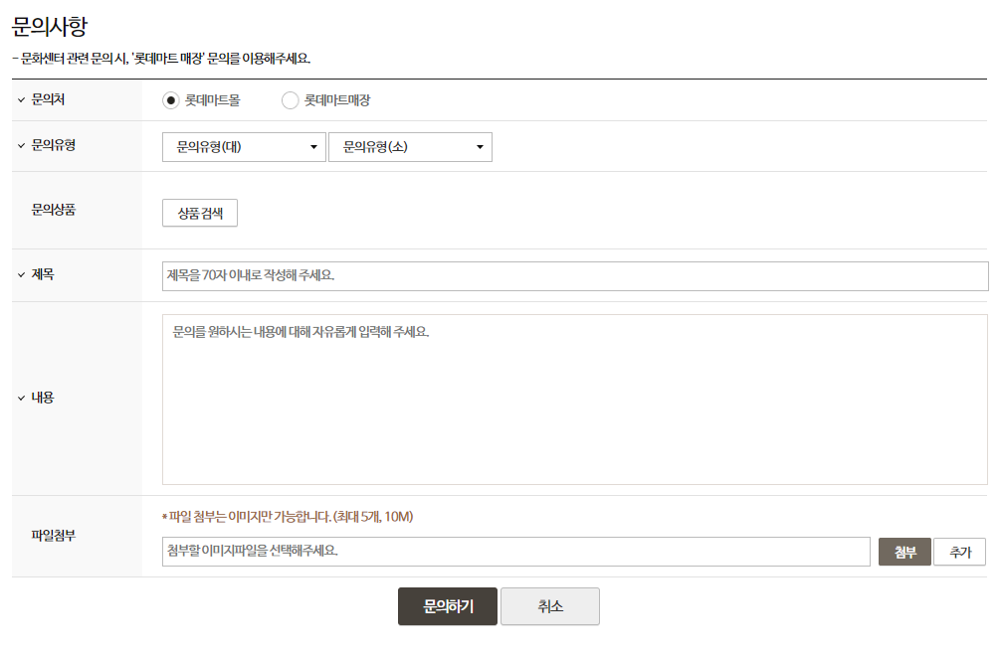 문의사항
- 문화센터 관련 문의 시, '롯데마트 매장' 문의를 이용해주세요.
문의처 롯데마트몰 롯데마트매장
문의유형 문의유형(대) 문의유형(소)
문의상품 상품 검색
제목 제목을 70자 이내로 작성해 주세요.
문의를 원하시는 내용에 대해 자유롭게 입력해 주세요.
내용
* 파일 첨부는 이미지만 가능합니다. (최대 5개, 10M)
파일첨부
첨부할 이미지파일을 선택해주세요. 첨부 추가
문의하기 취소